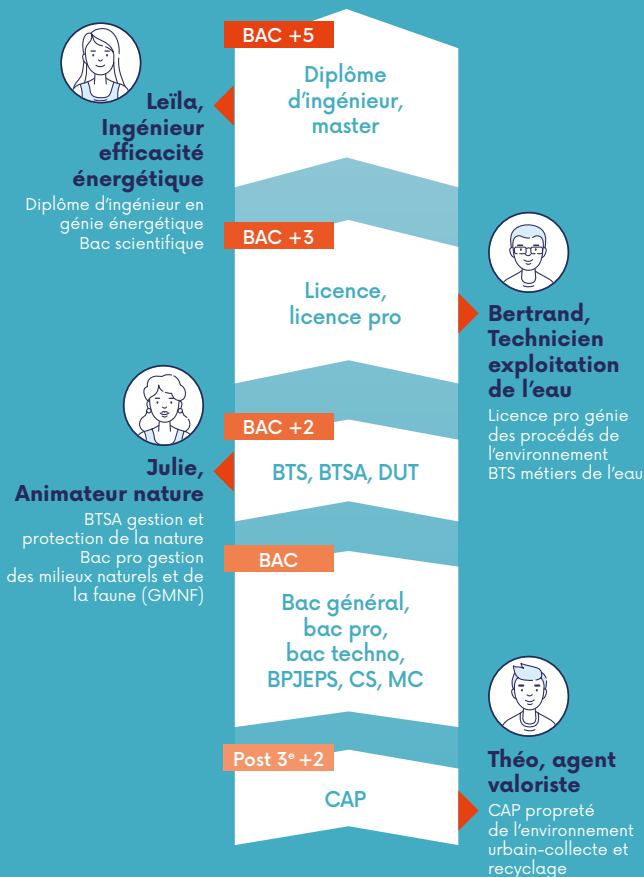 BAC +5
Diplôme
d'ingénieur,
master
Leïla,
Ingénieur
efficacité
énergétique
Diplôme d'ingénieur en
génie énergétique
Bac scientifique
BAC +3
Licence,
licence pro
Bertrand,
Technicien
exploitation
de l'eau
Licence pro génie
des procédés de
l'environnement
BTS métiers de l'eau
BAC +2
BTS, BTSA, DUT
Julie,
Animateur nature
BTSA gestion et
protection de la nature
Bac pro gestion
des milieux naturels et de
la faune (GMNF)
BAC
Bac général,
bac pro,
bac techno,
BPJEPS, CS, MC
Post 3ᵉ +2
CAP
Théo, agent
valoriste
CAP propreté
de l'environnement
urbain-collecte et
recyclage